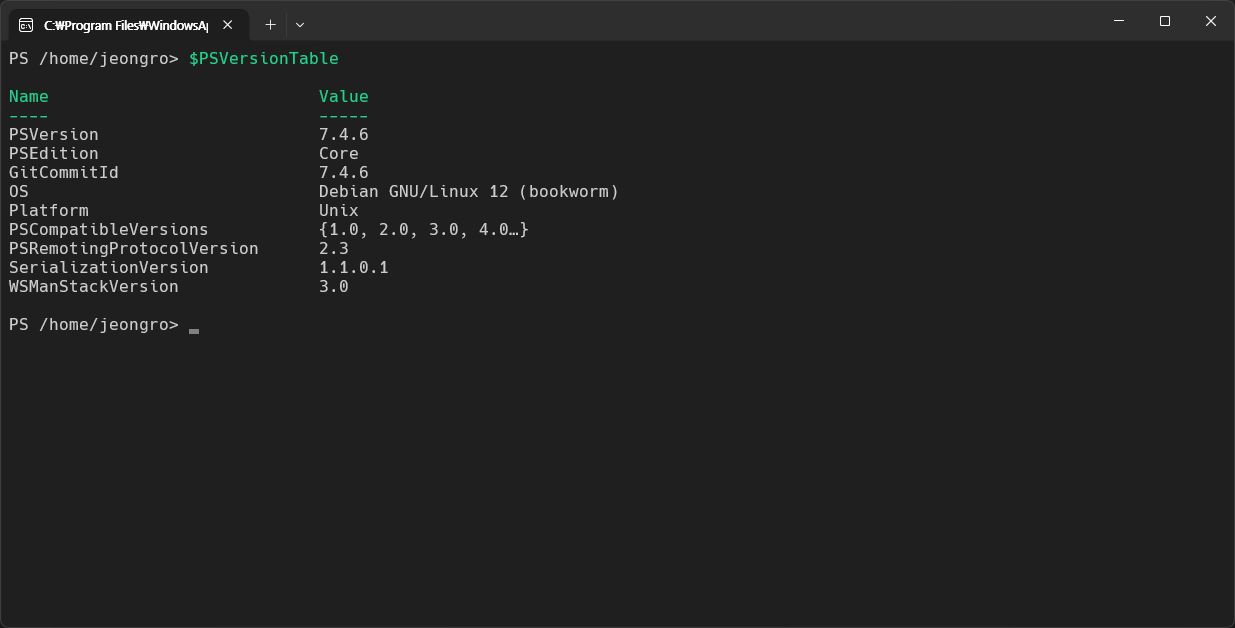 C:₩Program Files₩WindowsAp
PS /home/jeongro> $PSVersionTable
Name                           Value
----                           -----
PSVersion                      7.4.6
PSEdition                      Core
GitCommitId                    7.4.6
OS                             Debian GNU/Linux 12 (bookworm)
Platform                       Unix
PSCompatibleVersions           {1.0, 2.0, 3.0, 4.0…}
PSRemotingProtocolVersion      2.3
SerializationVersion           1.1.0.1
WSManStackVersion              3.0
PS /home/jeongro>